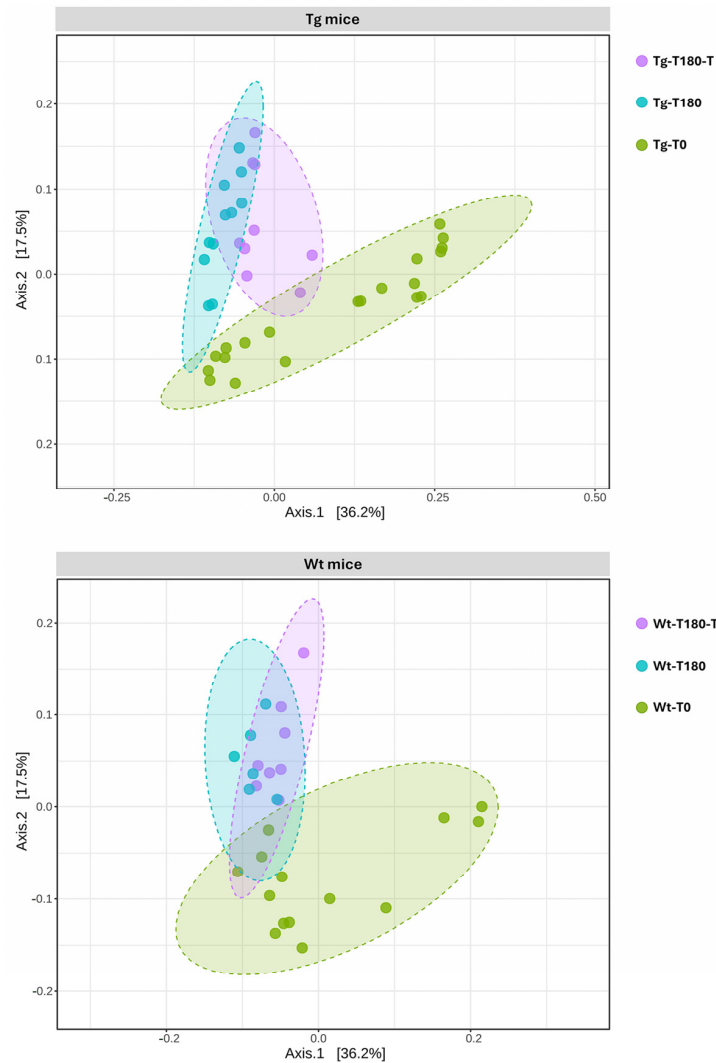 Tg mice
Tg-T180-T
Tg-T180
Tg-T0
0.2
0.1
0.0
0.1
0.2
Axis.2 [17.5%]
-0.25
0.00
0.25
0.50
Axis.1 [36.2%]
Wt mice
Wt-T180-T
Wt-T180
Wt-T0
0.2
0.1
0.0
-0.1
-0.2
Axis.2 [17.5%]
-0.2
0.0
0.2
Axis.1 [36.2%]